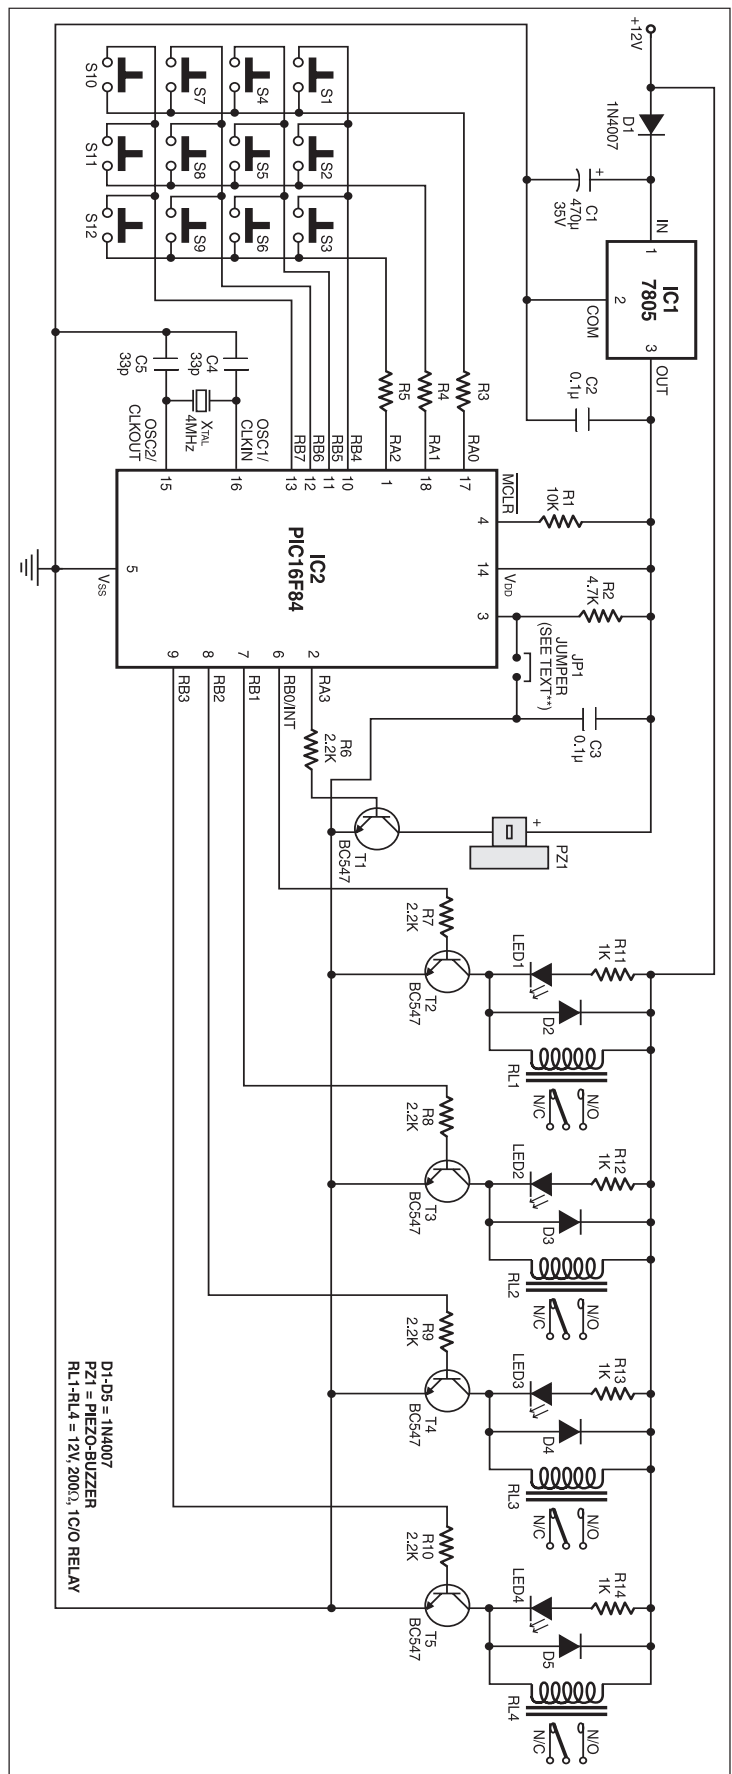 +12V
D1
1N4007
+
C1
470µ
35V
IN
1
IC1
7805
2
COM
3
OUT
C2
0.1µ
R1
10K
R2
4.7K
JP1
JUMPER
(SEE TEXT**)
C3
0.1µ
+
PZ1
R11
1K
LED1
D2
RL1
N/O
N/C
R12
1K
LED2
D3
RL2
N/O
N/C
R13
1K
LED3
D4
RL3
N/O
N/C
R14
1K
LED4
D5
RL4
N/O
N/C
S1
S2
S3
S4
S5
S6
S7
S8
S9
S10
S11
S12
R3
R4
R5
RA0
RA1
RA2
RB4
RB5
RB6
RB7
17
18
1
10
11
12
13
OSC1/
CLKIN
16
OSC2/
CLKOUT
15
C4
33p
C5
33p
XTAL
4MHz
MCLR
4
14
VDD
3
IC2
PIC16F84
5
VSS
2
RA3
6
RB0/INT
7
RB1
8
RB2
9
RB3
R6
2.2K
T1
BC547
R7
2.2K
T2
BC547
R8
2.2K
T3
BC547
R9
2.2K
T4
BC547
R10
2.2K
T5
BC547
D1-D5 = 1N4007
PZ1 = PIEZO-BUZZER
RL1-RL4 = 12V, 200Ω, 1C/O RELAY